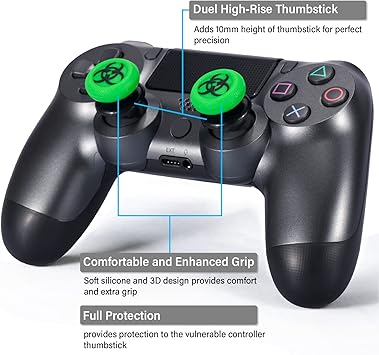 Duel High-Rise Thumbstick
Adds 10mm height of thumbstick for perfect
precision
EXT
Comfortable and Enhanced Grip
Soft silicone and 3D design provides comfort
and extra grip
Full Protection
provides protection to the vulnerable controller
thumbstick